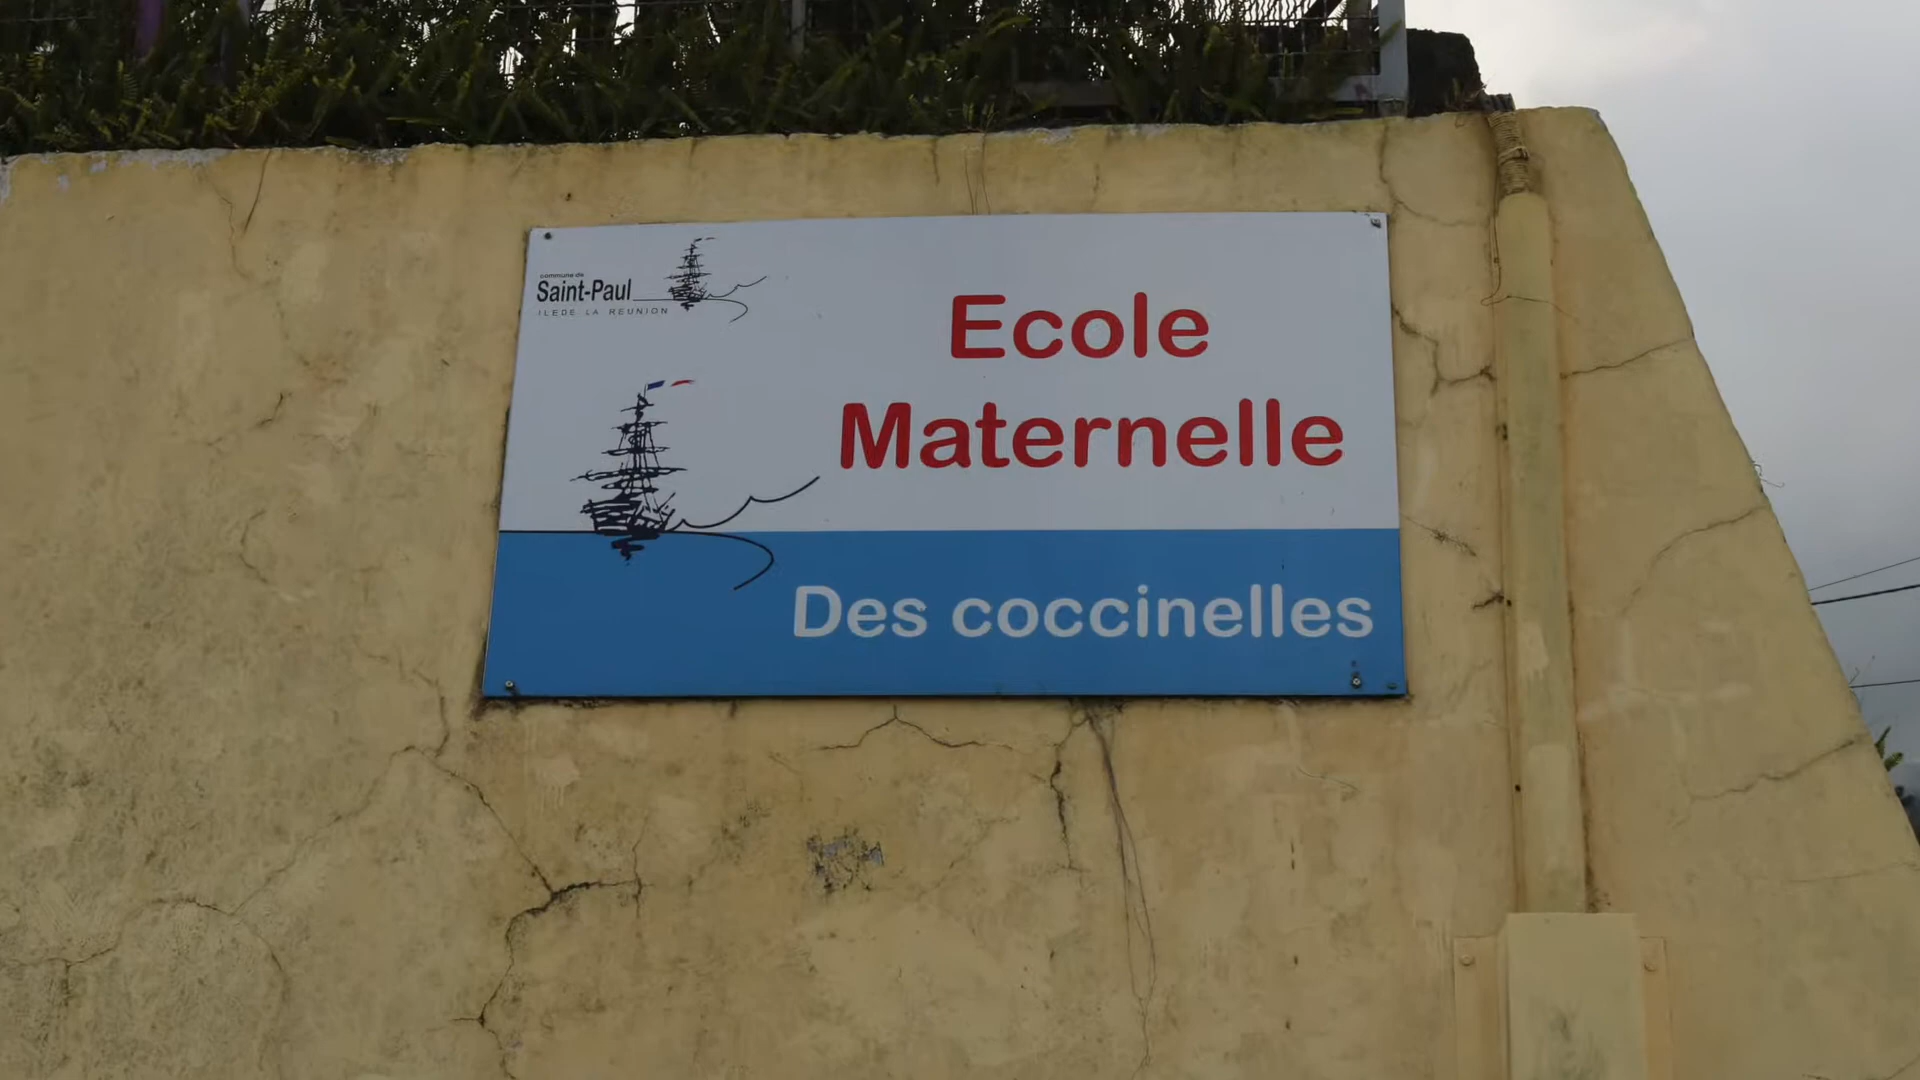 commune de
Saint-Paul
ILE DE LA REUNION
Ecole
Maternelle
Des coccinelles